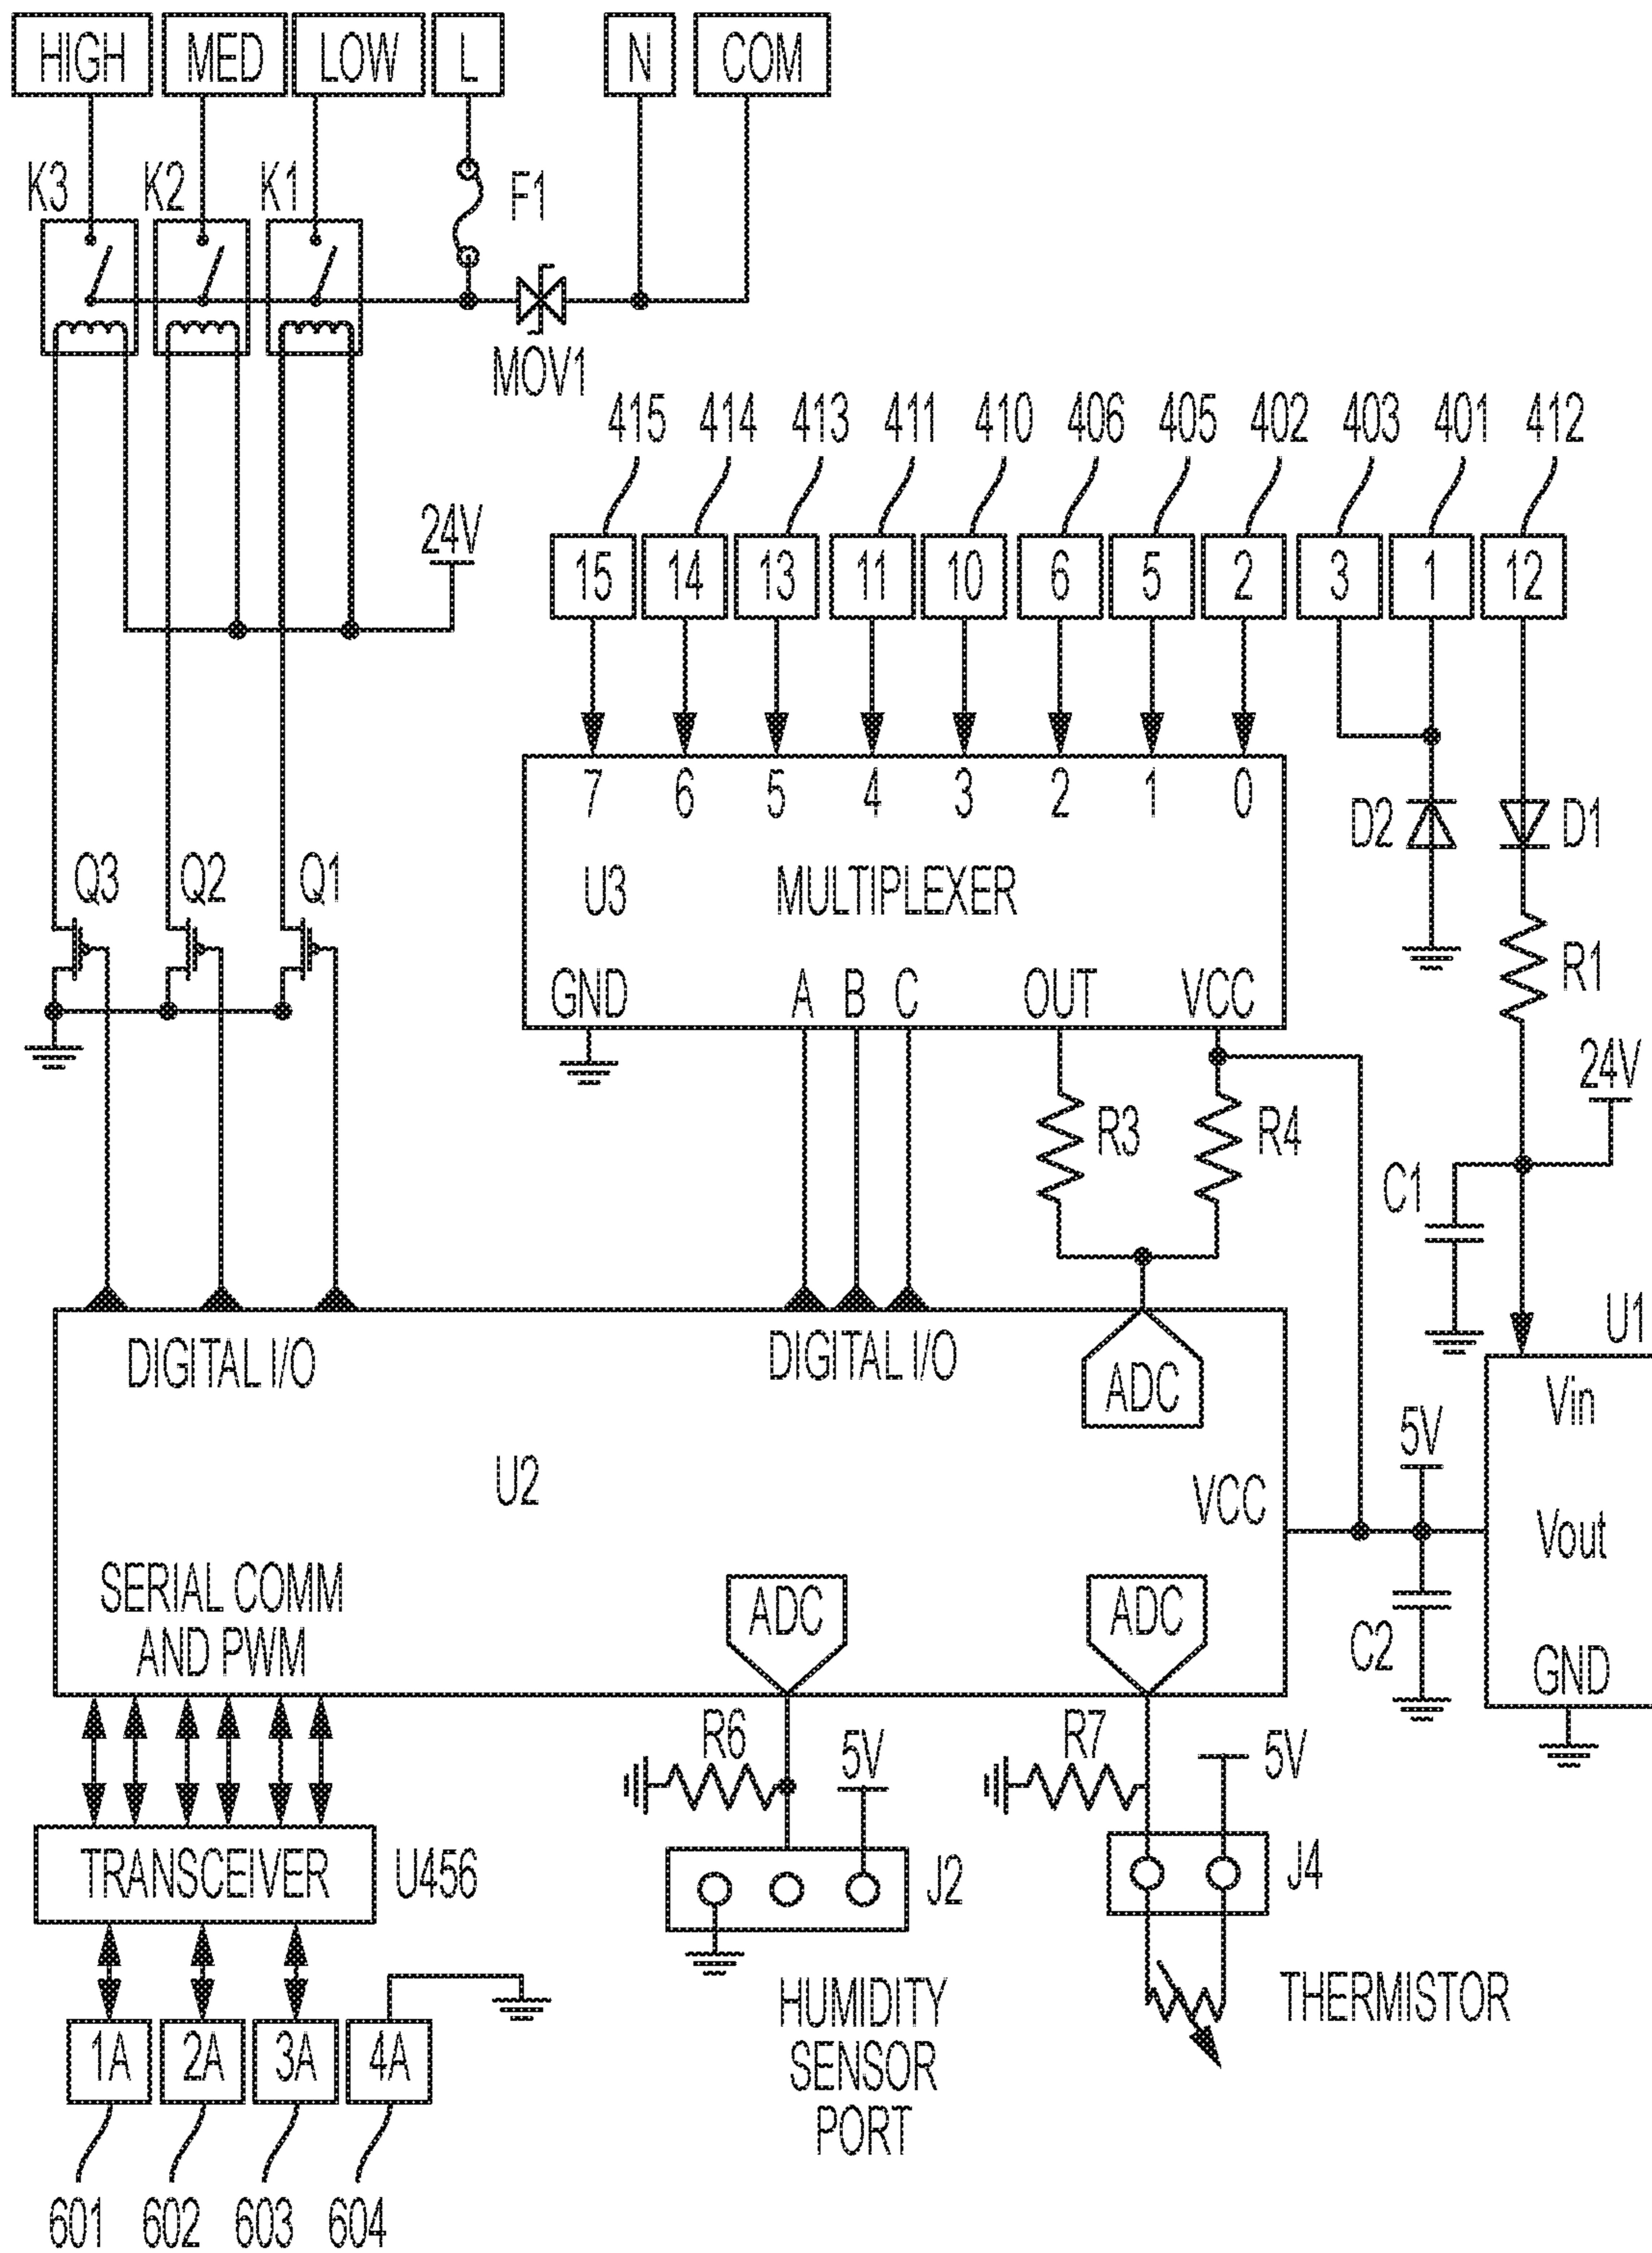 HIGH MED LOW L N COM
K3 K2 K1 F1
MOV1
415 414 413 411 410 406 405 402 403 401 412
24V
15 14 13 11 10 6 5 2 3 1 12
7 6 5 4 3 2 1 0
D2 D1
Q3 Q2 Q1
U3 MULTIPLEXER
R1
GND A B C OUT VCC
24V
R3 R4
C1
U1
DIGITAL I/O DIGITAL I/O
ADC
Vin
5V
U2
VCC
Vout
SERIAL COMM
AND PWM
ADC ADC
C2
GND
R6 5V R7 5V
TRANSCEIVER U456
J2 J4
HUMIDITY
SENSOR
PORT
THERMISTOR
1A 2A 3A 4A
601 602 603 604